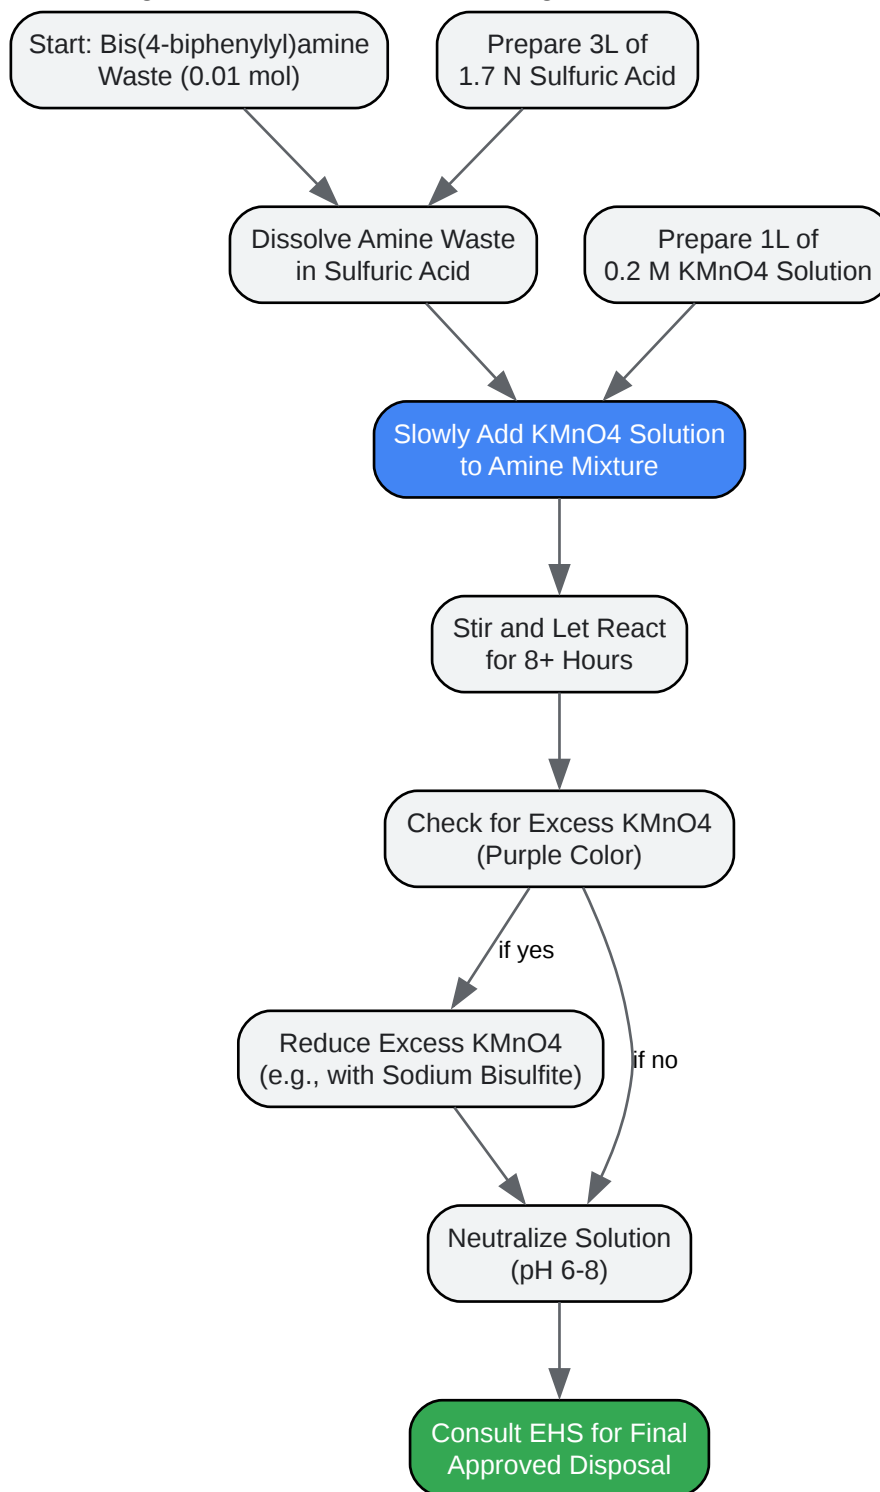 Start: Bis(4-biphenylyl)amine
Waste (0.01 mol)
Prepare 3L of
1.7 N Sulfuric Acid
Dissolve Amine Waste
in Sulfuric Acid
Prepare 1L of
0.2 M KMnO4 Solution
Slowly Add KMnO4 Solution
to Amine Mixture
Stir and Let React
for 8+ Hours
Check for Excess KMnO4
(Purple Color)
if yes
Reduce Excess KMnO4
(e.g., with Sodium Bisulfite)
if no
Neutralize Solution
(pH 6-8)
Consult EHS for Final
Approved Disposal